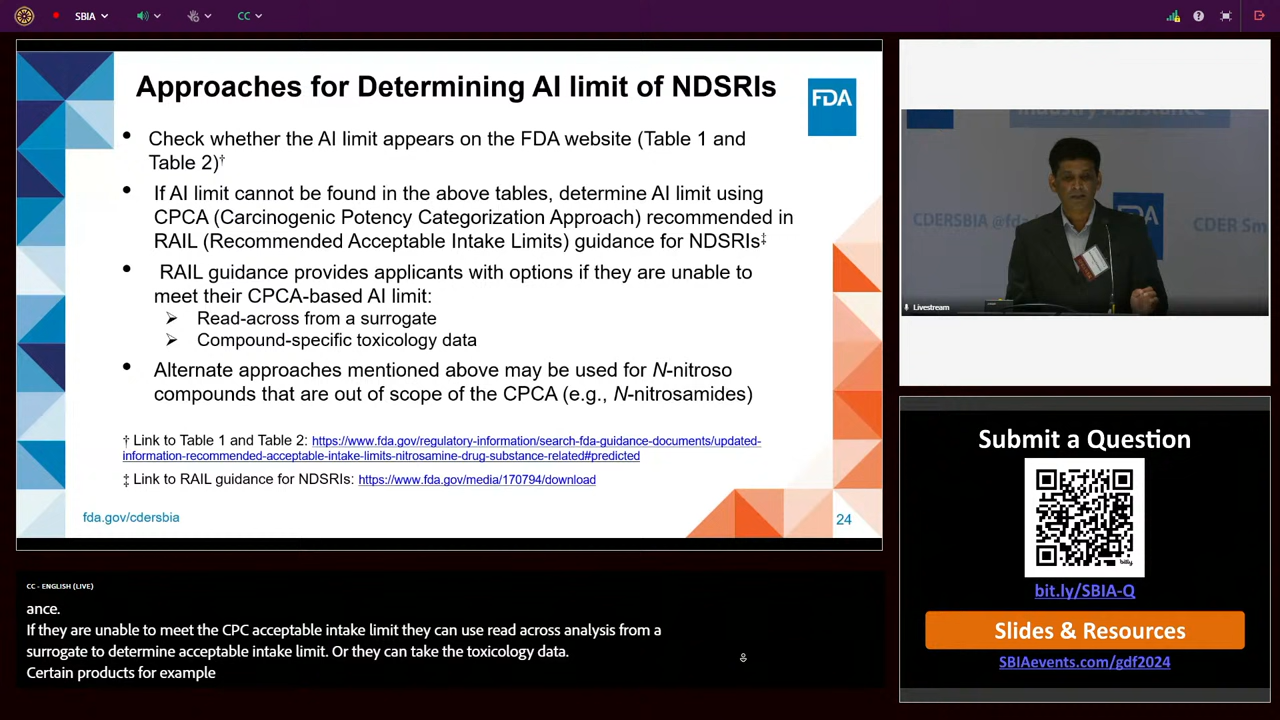 SBIA
CC
Approaches for Determining AI limit of NDSRIs
FDA
• Check whether the AI limit appears on the FDA website (Table 1 and
Table 2)†
• If AI limit cannot be found in the above tables, determine AI limit using
CPCA (Carcinogenic Potency Categorization Approach) recommended in
RAIL (Recommended Acceptable Intake Limits) guidance for NDSRIs‡
• RAIL guidance provides applicants with options if they are unable to
meet their CPCA-based AI limit:
➢ Read-across from a surrogate
➢ Compound-specific toxicology data
• Alternate approaches mentioned above may be used for N-nitroso
compounds that are out of scope of the CPCA (e.g., N-nitrosamides)
† Link to Table 1 and Table 2: https://www.fda.gov/regulatory-information/search-fda-guidance-documents/updated-
information-recommended-acceptable-intake-limits-nitrosamine-drug-substance-related#predicted
‡ Link to RAIL guidance for NDSRIs: https://www.fda.gov/media/170794/download
fda.gov/cdersbia
24
Industry Assistance
CDERSBIA @fda
DA
CDER Sm
Livestream
Submit a Question
bitly
bit.ly/SBIA-Q
Slides & Resources
SBIAevents.com/gdf2024
CC - ENGLISH (LIVE)
ance.
If they are unable to meet the CPC acceptable intake limit they can use read across analysis from a
surrogate to determine acceptable intake limit. Or they can take the toxicology data.
Certain products for example